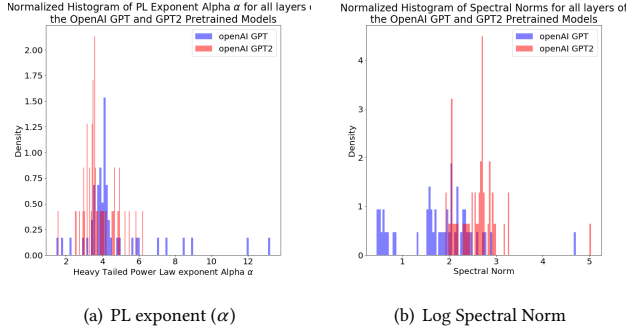 Normalized Histogram of PL Exponent Alpha α for all layers
the OpenAI GPT and GPT2 Pretrained Models
openAI GPT
openAI GPT2
Density
2.00
1.75
1.50
1.25
1.00
0.75
0.50
0.25
0.00
2 4 6 8 10 12
Heavy Tailed Power Law exponent Alpha α
(a) PL exponent (α)
Normalized Histogram of Spectral Norms for all layers of
the OpenAI GPT and GPT2 Pretrained Models
openAI GPT
openAI GPT2
Density
4
3
2
1
0
1 2 3 4 5
Spectral Norm
(b) Log Spectral Norm